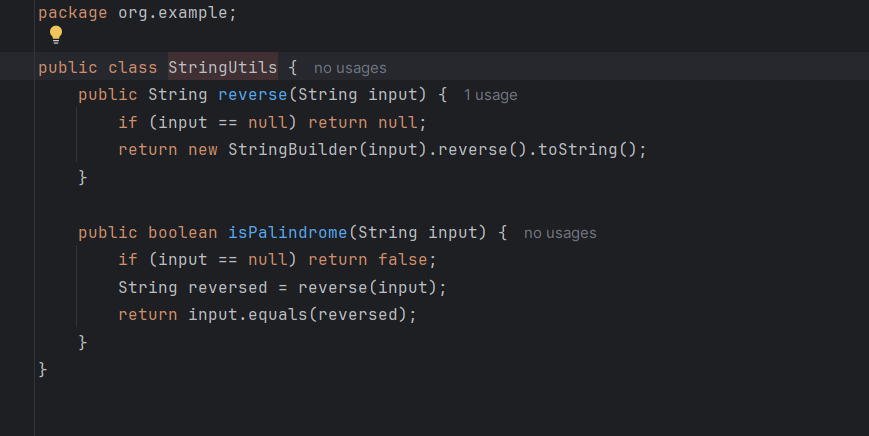 package org.example;
public class StringUtils { no usages
public String reverse(String input) { 1 usage
if (input == null) return null;
return new StringBuilder(input).reverse().toString();
}
public boolean isPalindrome(String input) { no usages
if (input == null) return false;
String reversed = reverse(input);
return input.equals(reversed);
}
}